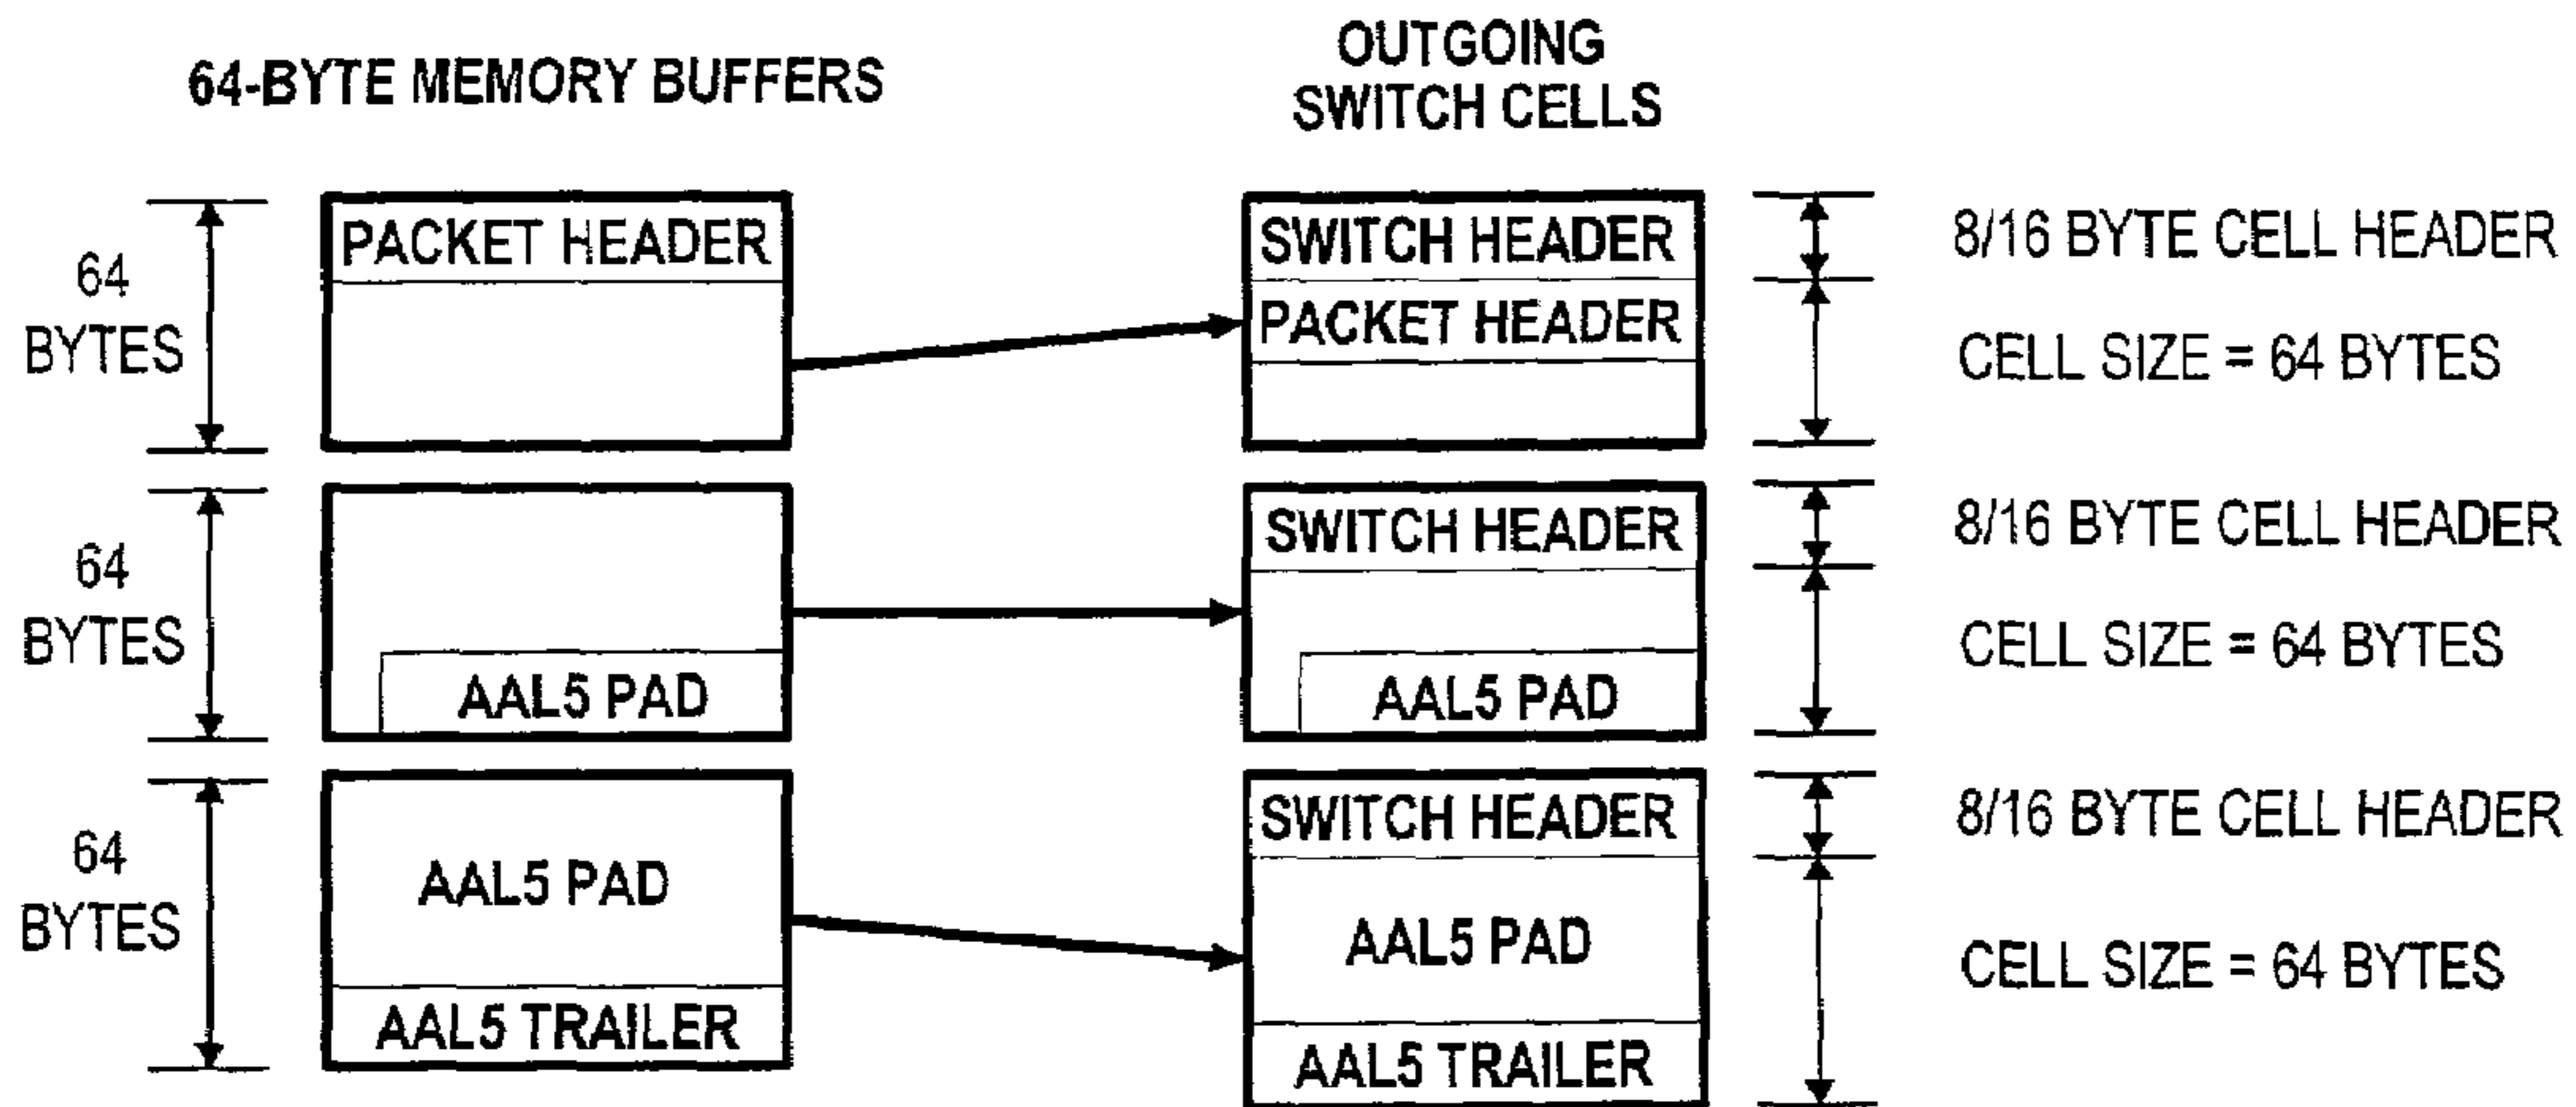 64-BYTE MEMORY BUFFERS
OUTGOING
SWITCH CELLS
64
BYTES
PACKET HEADER
SWITCH HEADER
PACKET HEADER
8/16 BYTE CELL HEADER
CELL SIZE = 64 BYTES
64
BYTES
AAL5 PAD
SWITCH HEADER
AAL5 PAD
8/16 BYTE CELL HEADER
CELL SIZE = 64 BYTES
64
BYTES
AAL5 PAD
AAL5 TRAILER
SWITCH HEADER
AAL5 PAD
AAL5 TRAILER
8/16 BYTE CELL HEADER
CELL SIZE = 64 BYTES